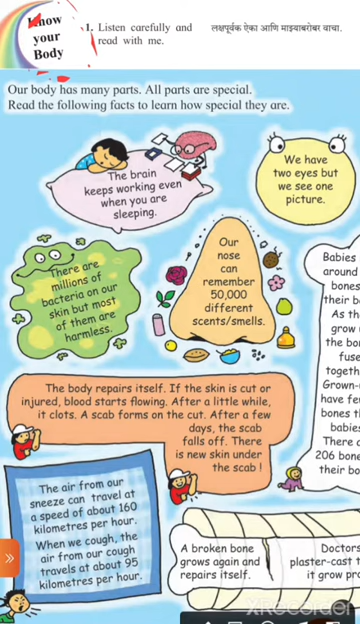 Know
your
Body
1. Listen carefully and
read with me.
लक्षपूर्वक ऐका आणि माझ्याबरोबर वाचा.
Our body has many parts. All parts are special.
Read the following facts to learn how special they are.
The brain
keeps working even
when you are
sleeping.
We have
two eyes but
we see one
picture.
There are
millions of
bacteria on our
skin but most
of them are
harmless.
Our
nose
can
remember
50,000
different
scents/smells.
Babies
around
bones
their b
As th
grow
the bo
fuse
togeth
Grown-
have fe
bones t
babie
There
206 bone
their bo
The body repairs itself. If the skin is cut or
injured, blood starts flowing. After a little while,
it clots. A scab forms on the cut. After a few
days, the scab
falls off. There
is new skin under
the scab !
The air from our
sneeze can travel at
a speed of about 160
kilometres per hour.
When we cough, the
air from our cough
travels at about 95
kilometres per hour.
A broken bone
grows again and
repairs itself.
Doctors
plaster-cast t
it grow pro
XRecorder